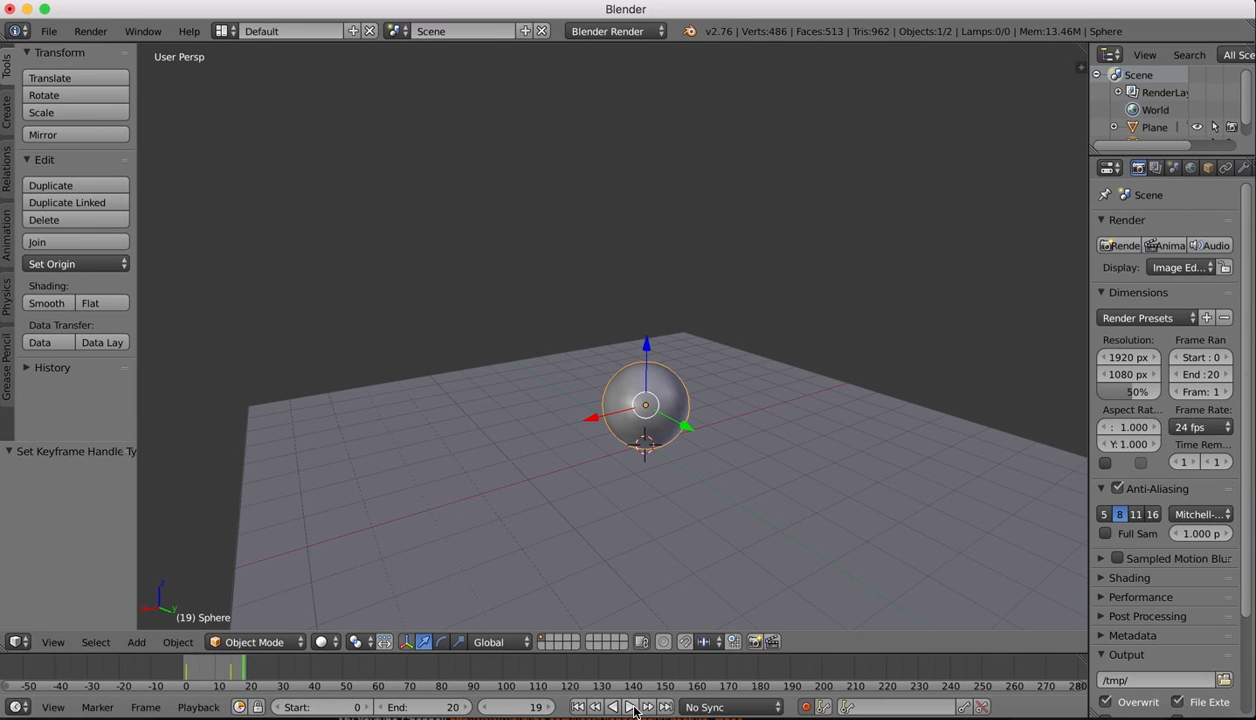 Blender
File Render Window Help Default Scene Blender Render v2.76 | Verts:486 | Faces:513 | Tris:962 | Objects:1/2 | Lamps:0/0 | Mem:13.46M | Sphere
Tools
Create
Relations
Animation
Physics
Grease Pencil
Transform
Translate
Rotate
Scale
Mirror
Edit
Duplicate
Duplicate Linked
Delete
Join
Set Origin
Shading:
Smooth Flat
Data Transfer:
Data Data Lay
History
Set Keyframe Handle Ty
User Persp
z
y
(19) Sphere
View Search All Sce
Scene
RenderLay
World
Plane
Scene
Render
Rende Anima Audio
Display: Image Ed...
Dimensions
Render Presets
Resolution: Frame Ran
1920 px Start : 0
1080 px End :20
50% Fram: 1
Aspect Rat... Frame Rate:
: 1.000 24 fps
Y: 1.000 Time Rem...
1 1
Anti-Aliasing
5 8 11 16 Mitchell-...
Full Sam 1.000 p
Sampled Motion Blur
Shading
Performance
Post Processing
Metadata
Output
/tmp/
Overwrit File Exte
View Select Add Object Object Mode Global
-50 -40 -30 -20 -10 0 10 20 30 40 50 60 70 80 90 100 110 120 130 140 150 160 170 180 190 200 210 220 230 240 250 260 270 280
View Marker Frame Playback Start: 0 End: 20 19 No Sync